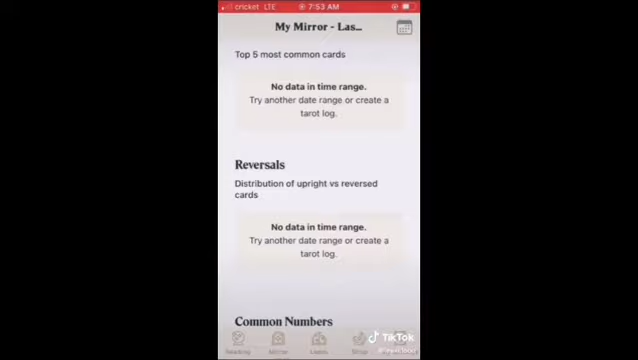 cricket LTE 7:53 AM
My Mirror - Las...
Top 5 most common cards
No data in time range.
Try another date range or create a
tarot log.
Reversals
Distribution of upright vs reversed
cards
No data in time range.
Try another date range or create a
tarot log.
Common Numbers
Reading Mirror Learn Shop
TikTok